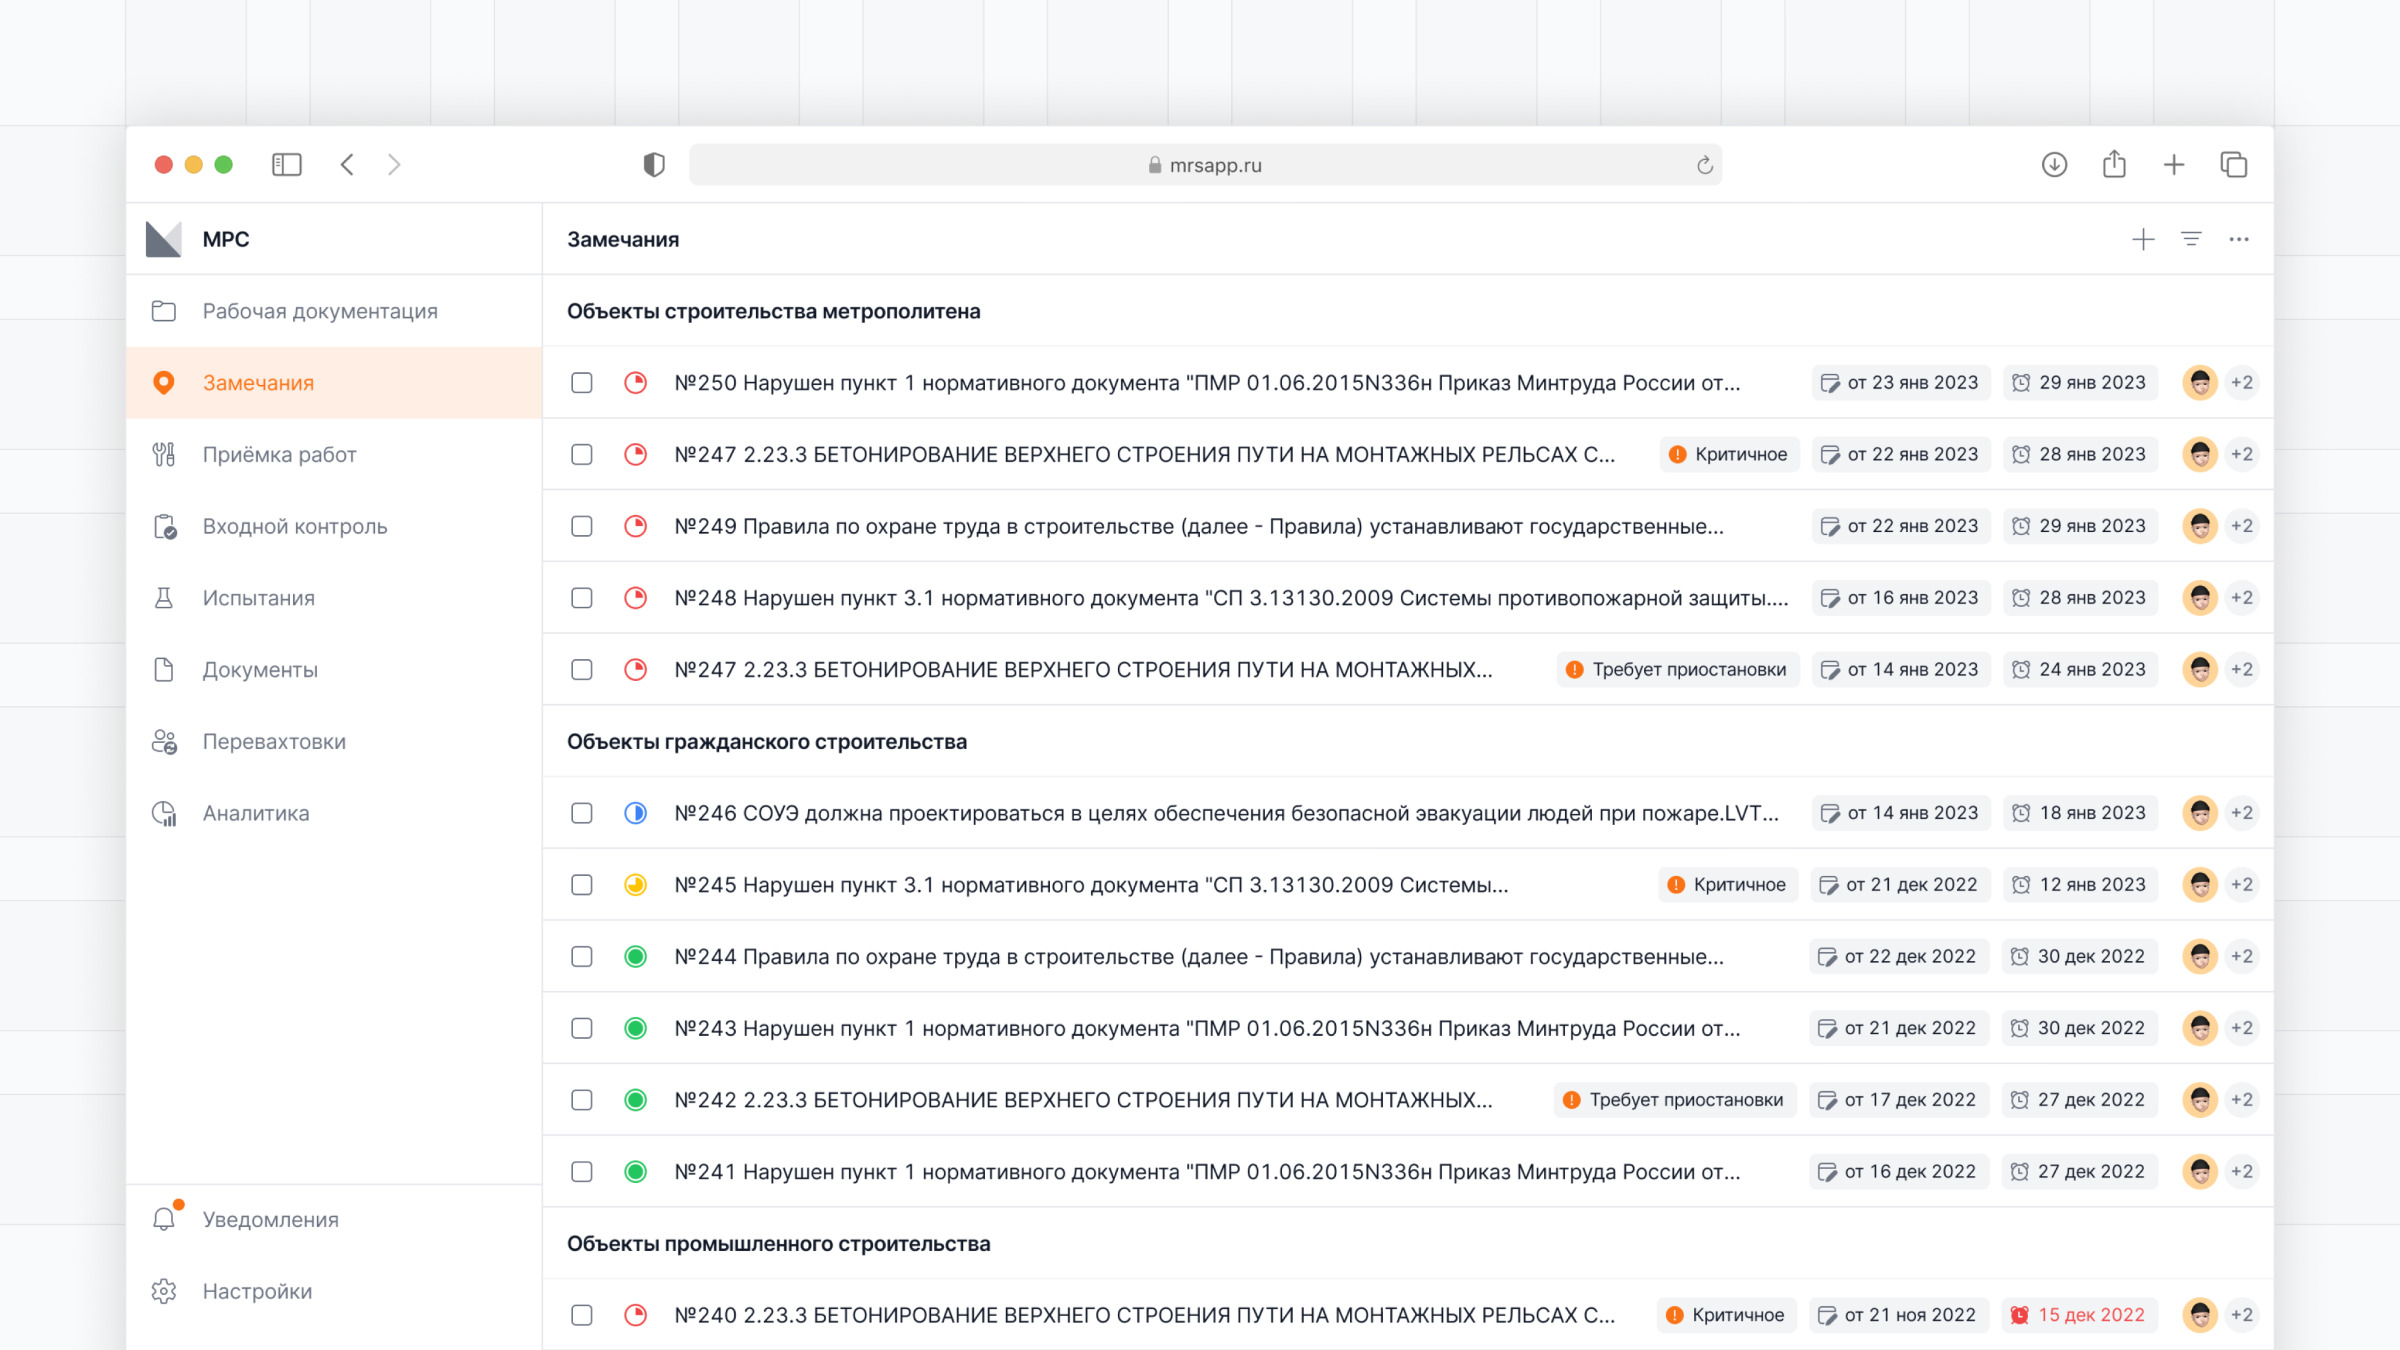 mrsapp.ru
МРС
Замечания
Рабочая документация
Замечания
Приёмка работ
Входной контроль
Испытания
Документы
Перевахтовки
Аналитика
Уведомления
Настройки
Объекты строительства метрополитена
№250 Нарушен пункт 1 нормативного документа "ПМР 01.06.2015N336н Приказ Минтруда России от... от 23 янв 2023 29 янв 2023 +2
№247 2.23.3 БЕТОНИРОВАНИЕ ВЕРХНЕГО СТРОЕНИЯ ПУТИ НА МОНТАЖНЫХ РЕЛЬСАХ С... Критичное от 22 янв 2023 28 янв 2023 +2
№249 Правила по охране труда в строительстве (далее - Правила) устанавливают государственные... от 22 янв 2023 29 янв 2023 +2
№248 Нарушен пункт 3.1 нормативного документа "СП 3.13130.2009 Системы противопожарной защиты.... от 16 янв 2023 28 янв 2023 +2
№247 2.23.3 БЕТОНИРОВАНИЕ ВЕРХНЕГО СТРОЕНИЯ ПУТИ НА МОНТАЖНЫХ... Требует приостановки от 14 янв 2023 24 янв 2023 +2
Объекты гражданского строительства
№246 СОУЭ должна проектироваться в целях обеспечения безопасной эвакуации людей при пожаре.LVT... от 14 янв 2023 18 янв 2023 +2
№245 Нарушен пункт 3.1 нормативного документа "СП 3.13130.2009 Системы... Критичное от 21 дек 2022 12 янв 2023 +2
№244 Правила по охране труда в строительстве (далее - Правила) устанавливают государственные... от 22 дек 2022 30 дек 2022 +2
№243 Нарушен пункт 1 нормативного документа "ПМР 01.06.2015N336н Приказ Минтруда России от... от 21 дек 2022 30 дек 2022 +2
№242 2.23.3 БЕТОНИРОВАНИЕ ВЕРХНЕГО СТРОЕНИЯ ПУТИ НА МОНТАЖНЫХ... Требует приостановки от 17 дек 2022 27 дек 2022 +2
№241 Нарушен пункт 1 нормативного документа "ПМР 01.06.2015N336н Приказ Минтруда России от... от 16 дек 2022 27 дек 2022 +2
Объекты промышленного строительства
№240 2.23.3 БЕТОНИРОВАНИЕ ВЕРХНЕГО СТРОЕНИЯ ПУТИ НА МОНТАЖНЫХ РЕЛЬСАХ С... Критичное от 21 ноя 2022 15 дек 2022 +2